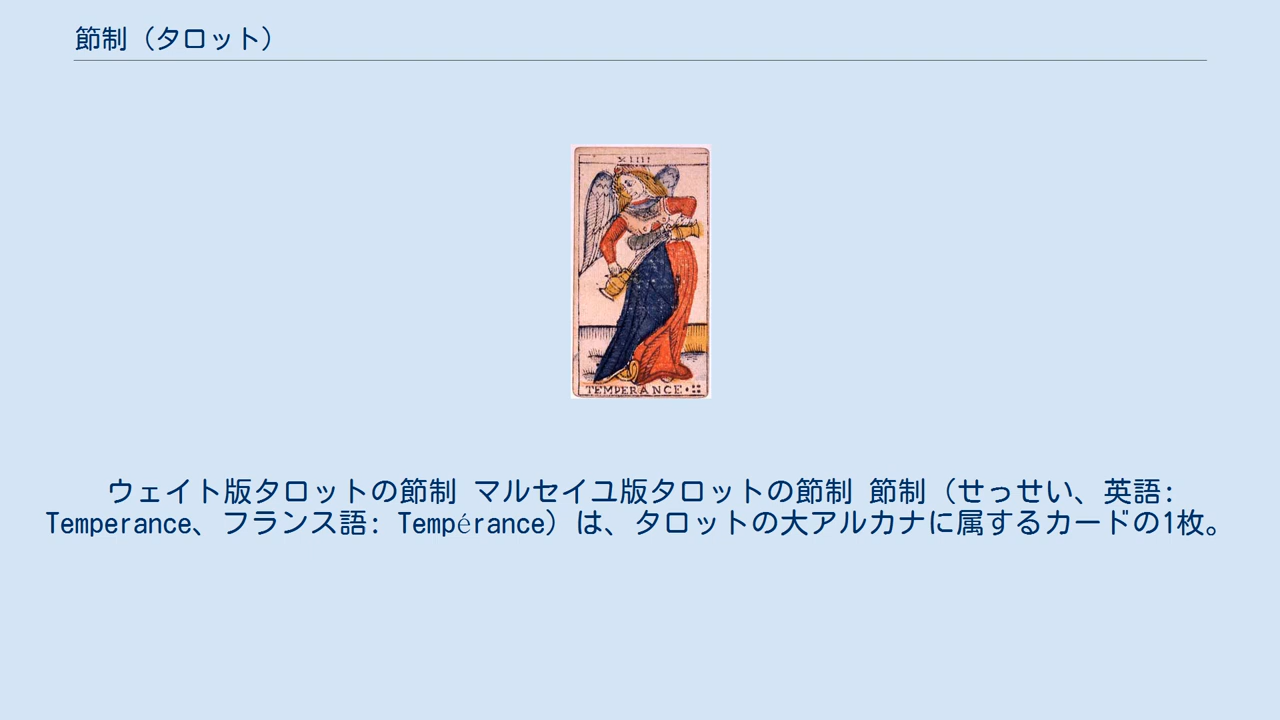 節制（タロット）
XIIII
TEMPERANCE
ウェイト版タロットの節制 マルセイユ版タロットの節制 節制（せっせい、英語:
Temperance、フランス語: Tempérance）は、タロットの大アルカナに属するカードの1枚。